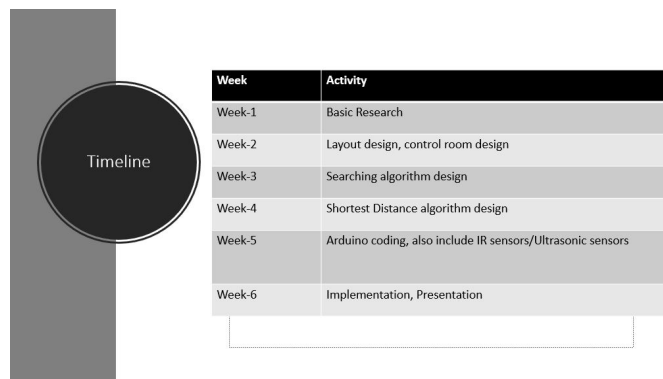 Timeline
Week Activity
Week-1 Basic Research
Week-2 Layout design, control room design
Week-3 Searching algorithm design
Week-4 Shortest Distance algorithm design
Week-5 Arduino coding, also include IR sensors/Ultrasonic sensors
Week-6 Implementation, Presentation